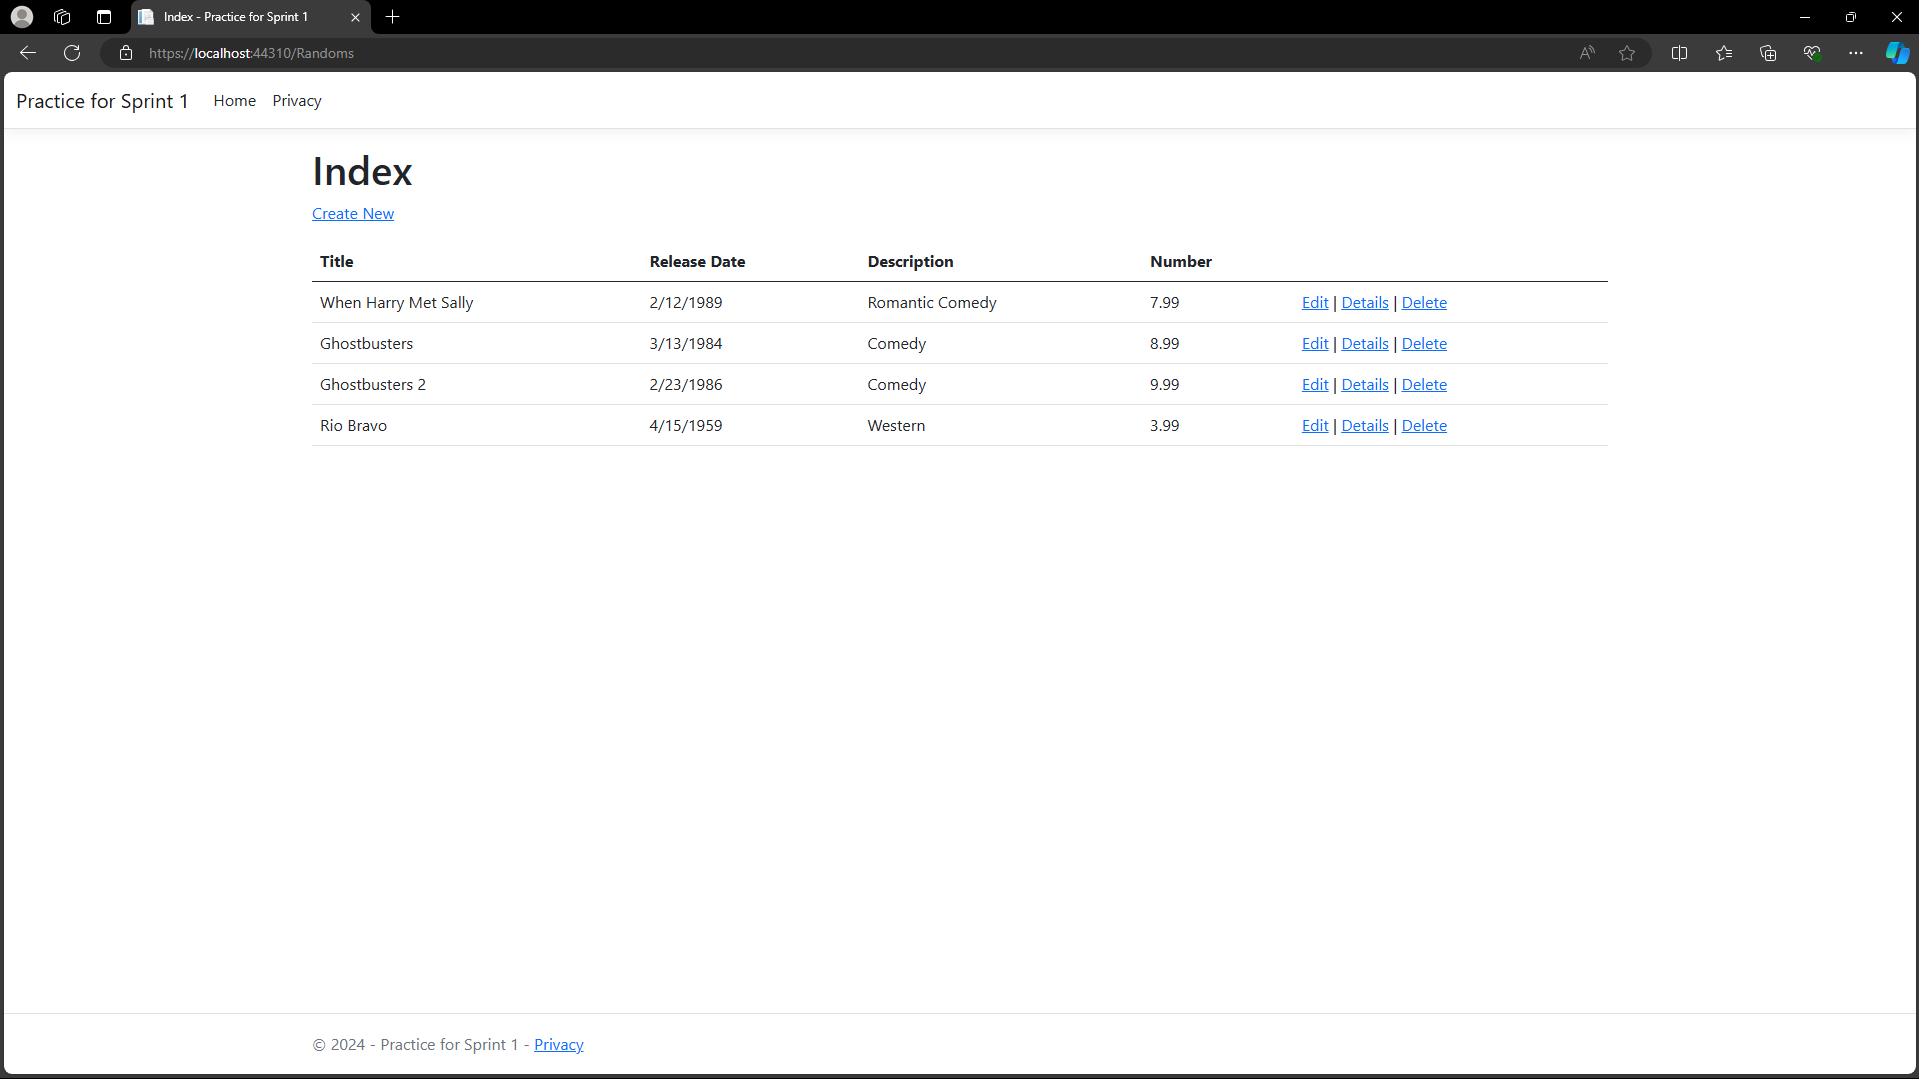 Index - Practice for Sprint 1
https://localhost:44310/Randoms
Practice for Sprint 1 Home Privacy
Index
Create New
Title Release Date Description Number
When Harry Met Sally 2/12/1989 Romantic Comedy 7.99 Edit | Details | Delete
Ghostbusters 3/13/1984 Comedy 8.99 Edit | Details | Delete
Ghostbusters 2 2/23/1986 Comedy 9.99 Edit | Details | Delete
Rio Bravo 4/15/1959 Western 3.99 Edit | Details | Delete
© 2024 - Practice for Sprint 1 - Privacy